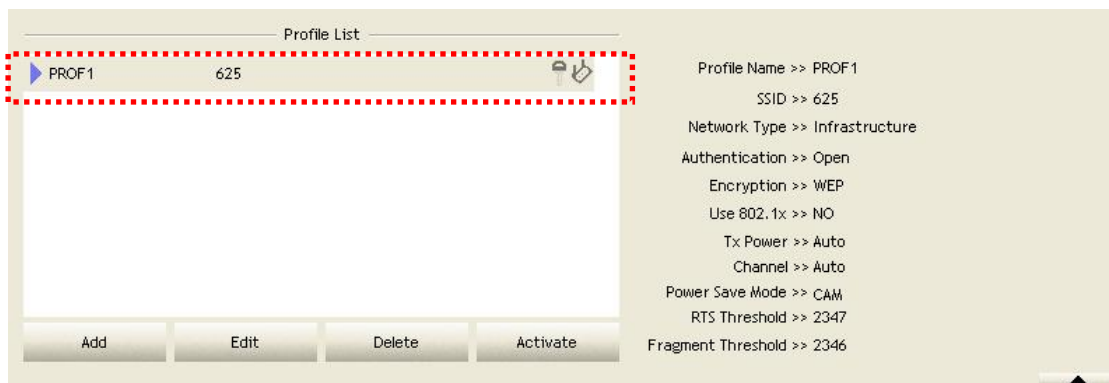 Profile List
PROF1 625
Add Edit Delete Activate
Profile Name >> PROF1
SSID >> 625
Network Type >> Infrastructure
Authentication >> Open
Encryption >> WEP
Use 802.1x >> NO
Tx Power >> Auto
Channel >> Auto
Power Save Mode >> CAM
RTS Threshold >> 2347
Fragment Threshold >> 2346